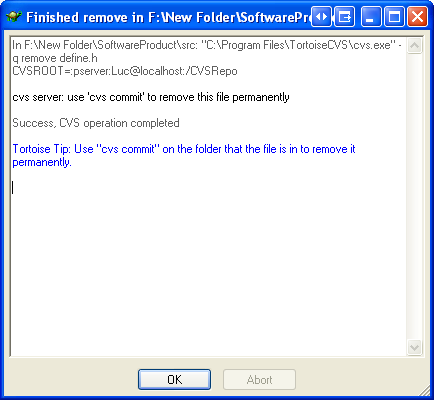 Finished remove in F:\New Folder\SoftwarePro
In F:\New Folder\SoftwareProduct\src: "C:\Program Files\TortoiseCVS\cvs.exe" -
q remove define.h
CVSROOT=:pserver:Luc@localhost:/CVSRepo
cvs server: use 'cvs commit' to remove this file permanently
Success, CVS operation completed
Tortoise Tip: Use "cvs commit" on the folder that the file is in to remove it
permanently.
OK
Abort